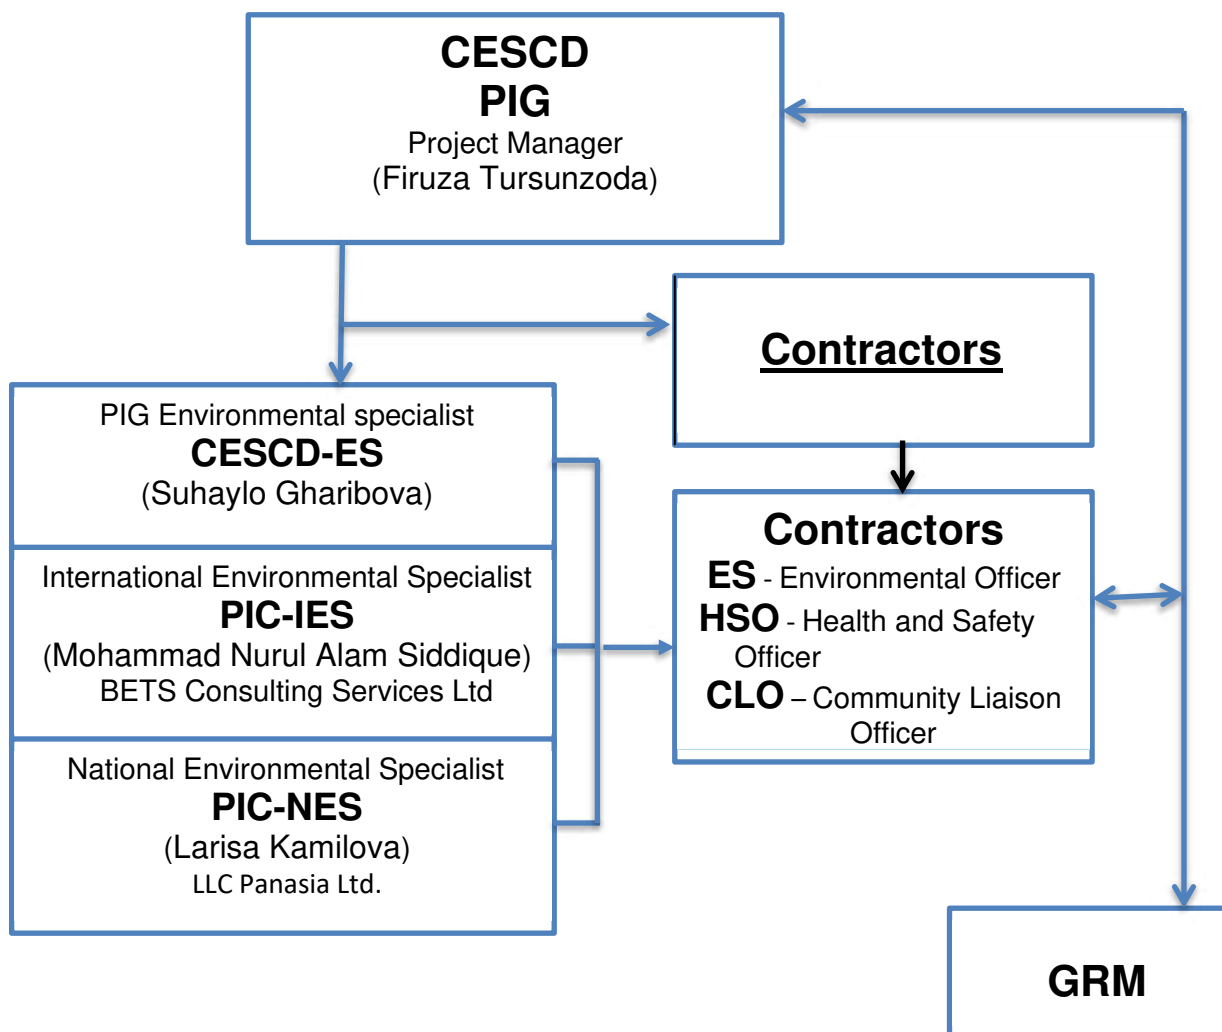 CESCD
PIG
Project Manager
(Firuza Tursunzoda)
Contractors
PIG Environmental specialist
CESCD-ES
(Suhaylo Gharibova)
International Environmental Specialist
PIC-IES
(Mohammad Nurul Alam Siddique)
BETS Consulting Services Ltd
National Environmental Specialist
PIC-NES
(Larisa Kamilova)
LLC Panasia Ltd.
Contractors
ES - Environmental Officer
HSO - Health and Safety
Officer
CLO – Community Liaison
Officer
GRM